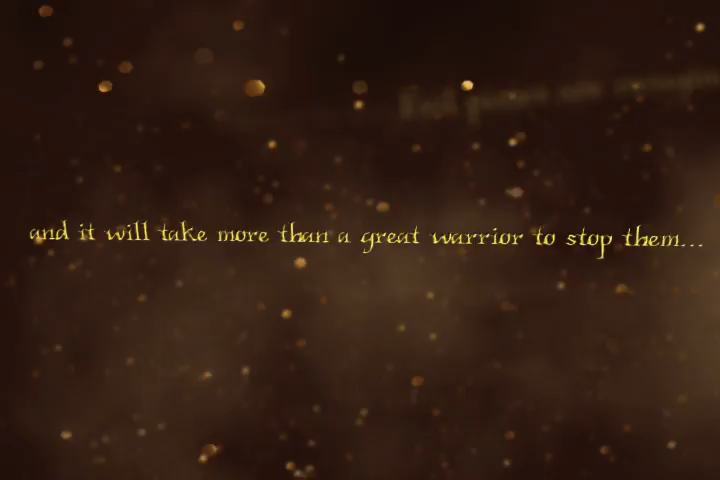 and it will take more than a great warrior to stop them...